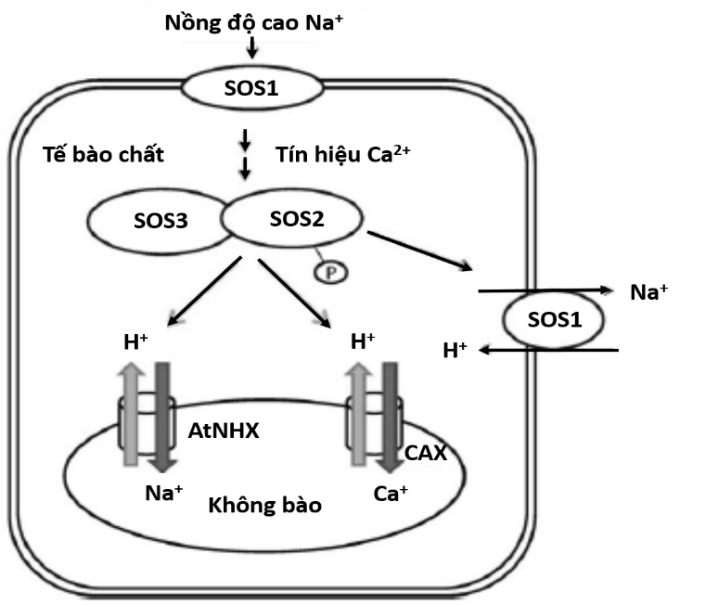 Nồng độ cao Na⁺
SOS1
Tế bào chất
Tín hiệu Ca²⁺
SOS3
SOS2
P
Na⁺
SOS1
H⁺
H⁺
H⁺
AtNHX
CAX
Na⁺
Ca⁺
Không bào